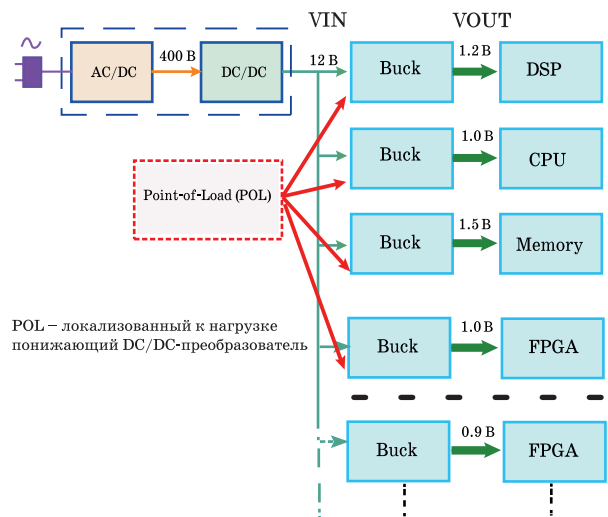 VIN VOUT
AC/DC 400 В DC/DC 12 В Buck 1.2 В DSP
Buck 1.0 В CPU
Point-of-Load (POL)
Buck 1.5 В Memory
POL – локализованный к нагрузке
понижающий DC/DC-преобразователь
Buck 1.0 В FPGA
Buck 0.9 В FPGA